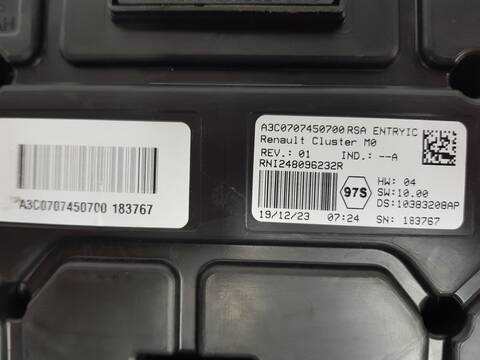 A3C0707450700 183767
A3C0707450700 RSA ENTRYIC
Renault Cluster M0
REV.: 01 IND.: --A
RNI248096232R
97S
HW: 04
SW:10.00
DS:10383208AP
19/12/23 07:24 SN: 183767